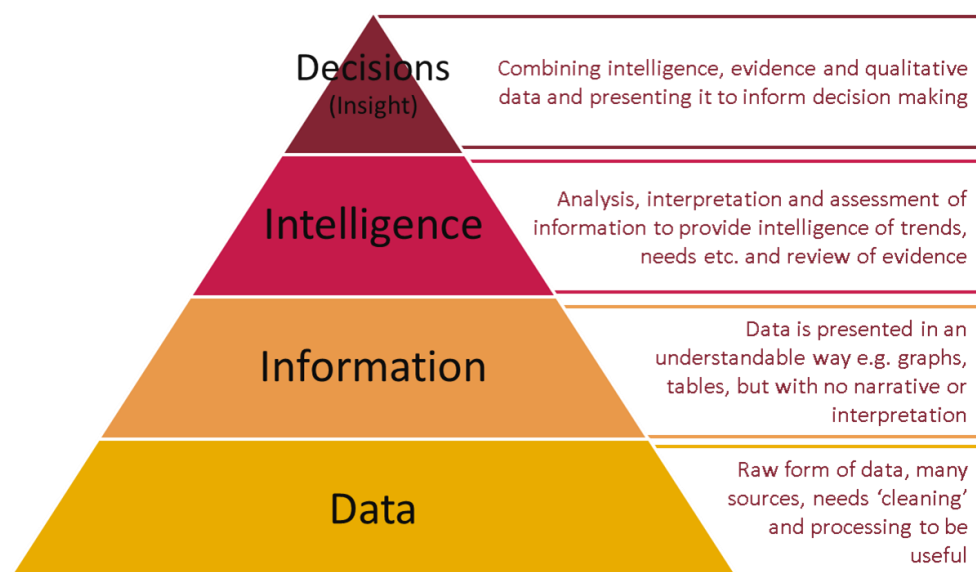 Decisions
(Insight)
Combining intelligence, evidence and qualitative
data and presenting it to inform decision making
Intelligence
Analysis, interpretation and assessment of
information to provide intelligence of trends,
needs etc. and review of evidence
Information
Data is presented in an
understandable way e.g. graphs,
tables, but with no narrative or
interpretation
Data
Raw form of data, many
sources, needs ‘cleaning’
and processing to be
useful